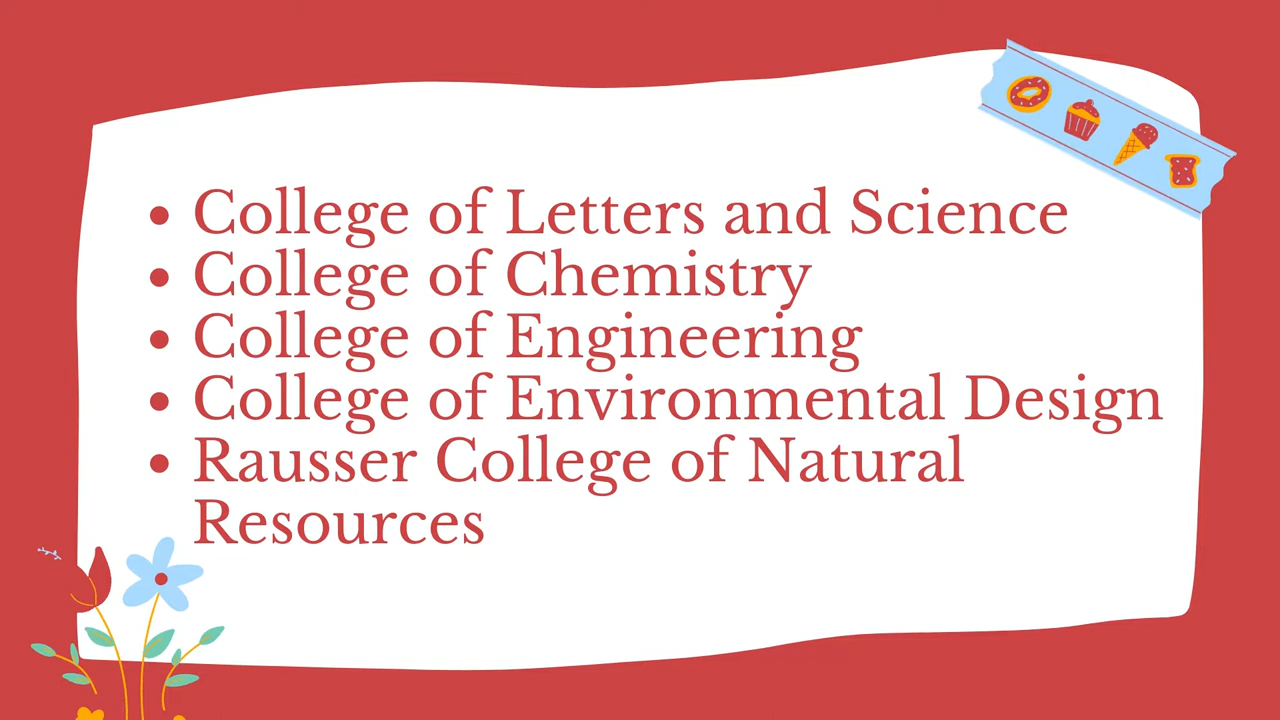 • College of Letters and Science
• College of Chemistry
• College of Engineering
• College of Environmental Design
• Rausser College of Natural
Resources